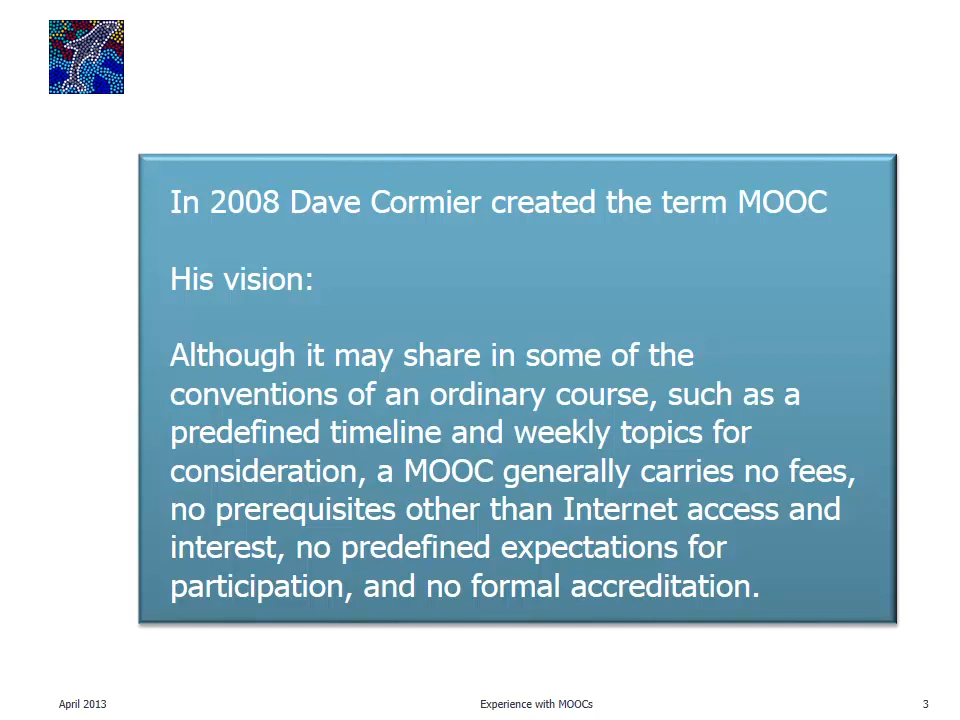 In 2008 Dave Cormier created the term MOOC
His vision:
Although it may share in some of the
conventions of an ordinary course, such as a
predefined timeline and weekly topics for
consideration, a MOOC generally carries no fees,
no prerequisites other than Internet access and
interest, no predefined expectations for
participation, and no formal accreditation.
April 2013
Experience with MOOCs
3